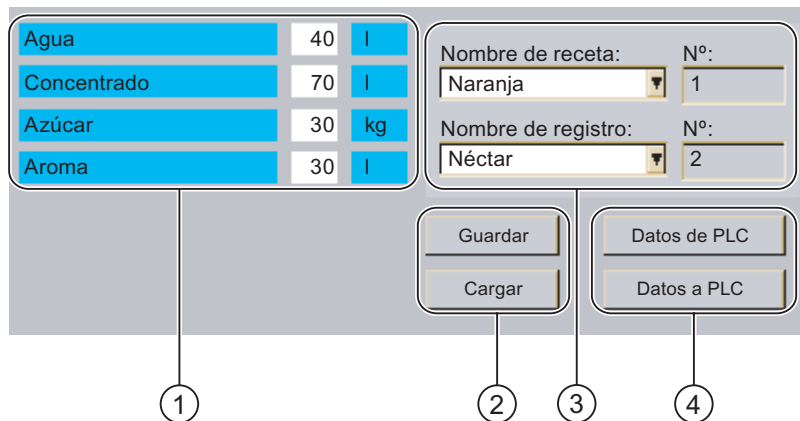 Agua 40 l
Concentrado 70 l
Azúcar 30 kg
Aroma 30 l
Nombre de receta: Nº:
Naranja 1
Nombre de registro: Nº:
Néctar 2
Guardar Datos de PLC
Cargar Datos a PLC
1 2 3 4